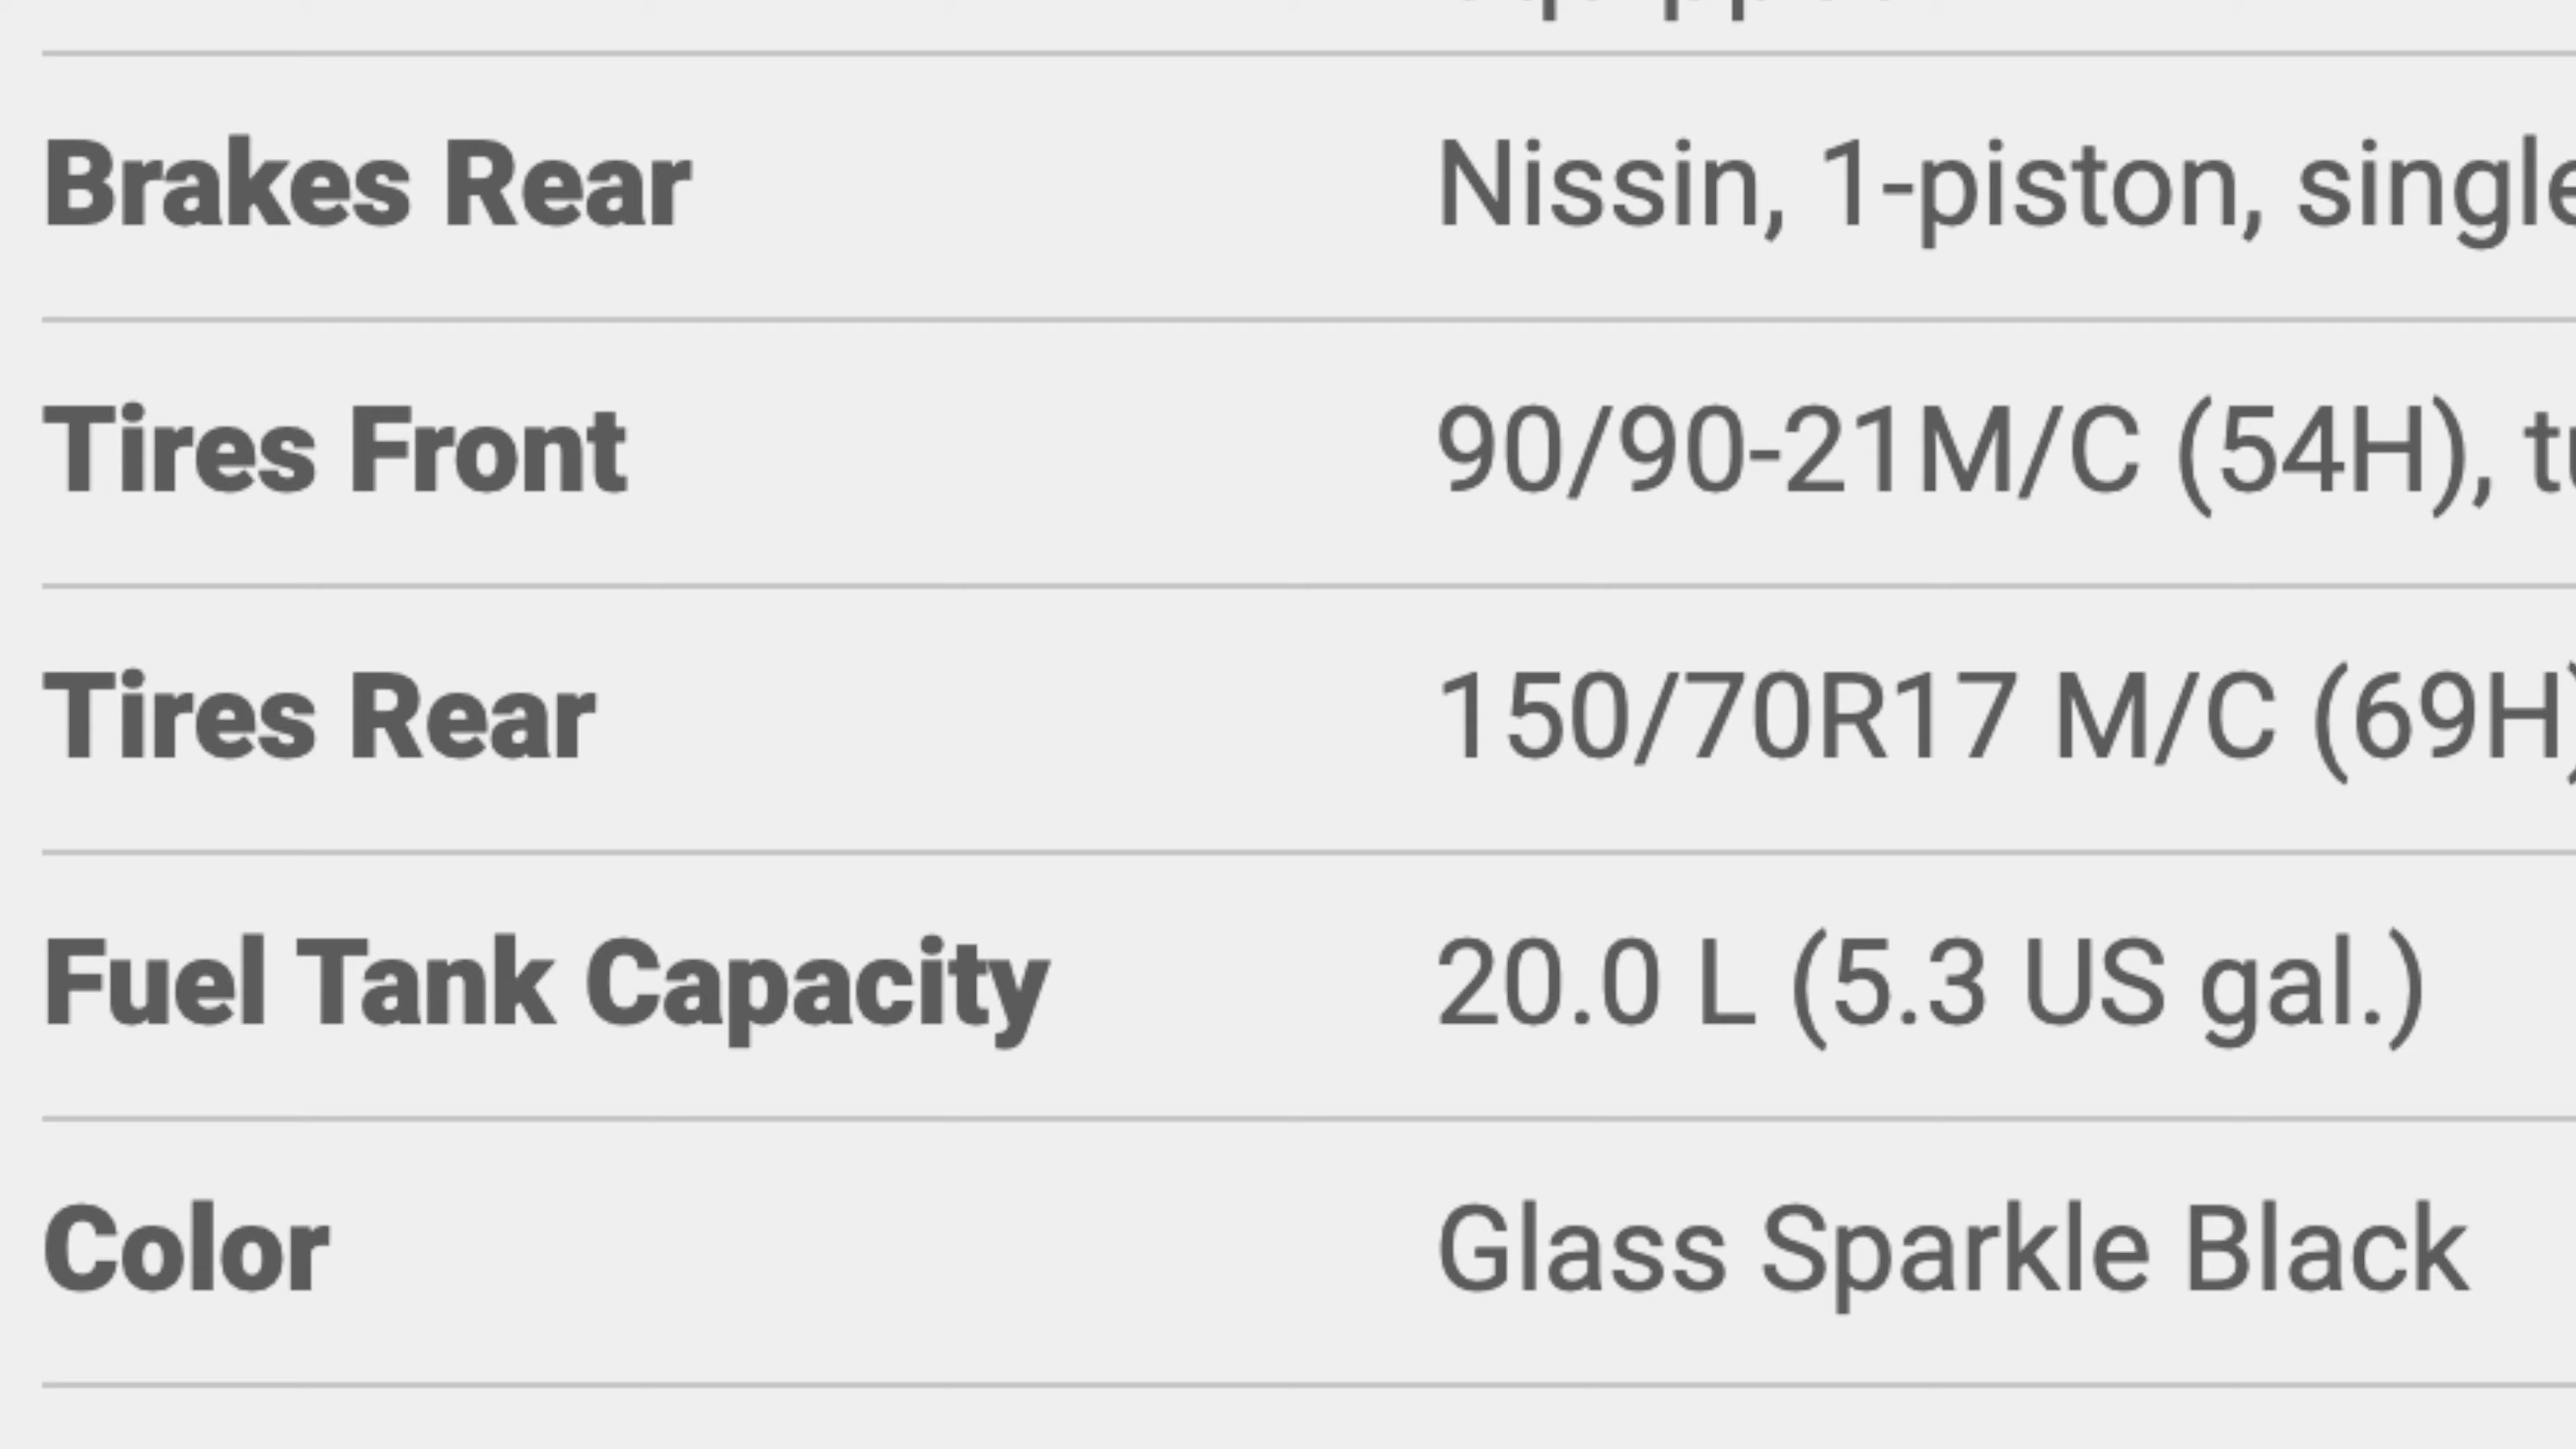 Brakes Rear Nissin, 1-piston, single
Tires Front 90/90-21M/C (54H),
Tires Rear 150/70R17 M/C (69H)
Fuel Tank Capacity 20.0 L (5.3 US gal.)
Color Glass Sparkle Black